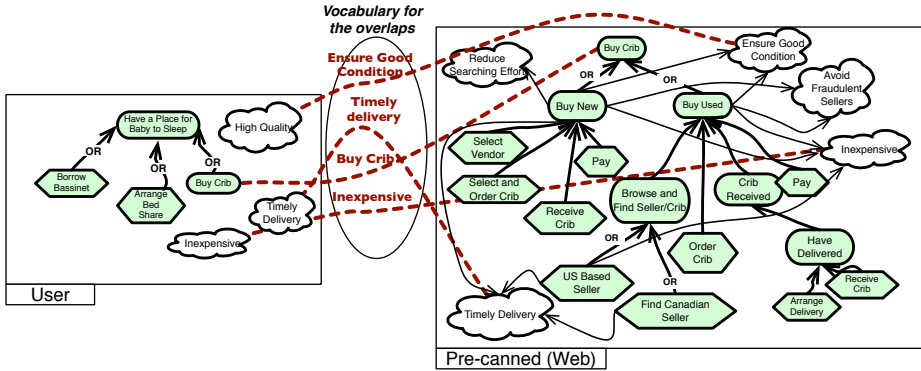 Vocabulary for
the overlaps
Ensure Good
Condition
Timely
delivery
Buy Crib
Inexpensive
Have a Place for
Baby to Sleep
High Quality
OR
OR
OR
Borrow
Bassinet
Arrange
Bed
Share
Buy Crib
Timely
Delivery
Inexpensive
User
Reduce
Searching Effort
Buy Crib
Ensure Good
Condition
OR
OR
Avoid
Fraudulent
Sellers
Buy New
Buy Used
Select
Vendor
Inexpensive
Pay
Select and
Order Crib
Browse and
Find Seller/Crib
Crib
Received
Pay
Receive
Crib
OR
Order
Crib
Have
Delivered
US Based
Seller
OR
Receive
Crib
Timely Delivery
Find Canadian
Seller
Arrange
Delivery
Pre-canned (Web)